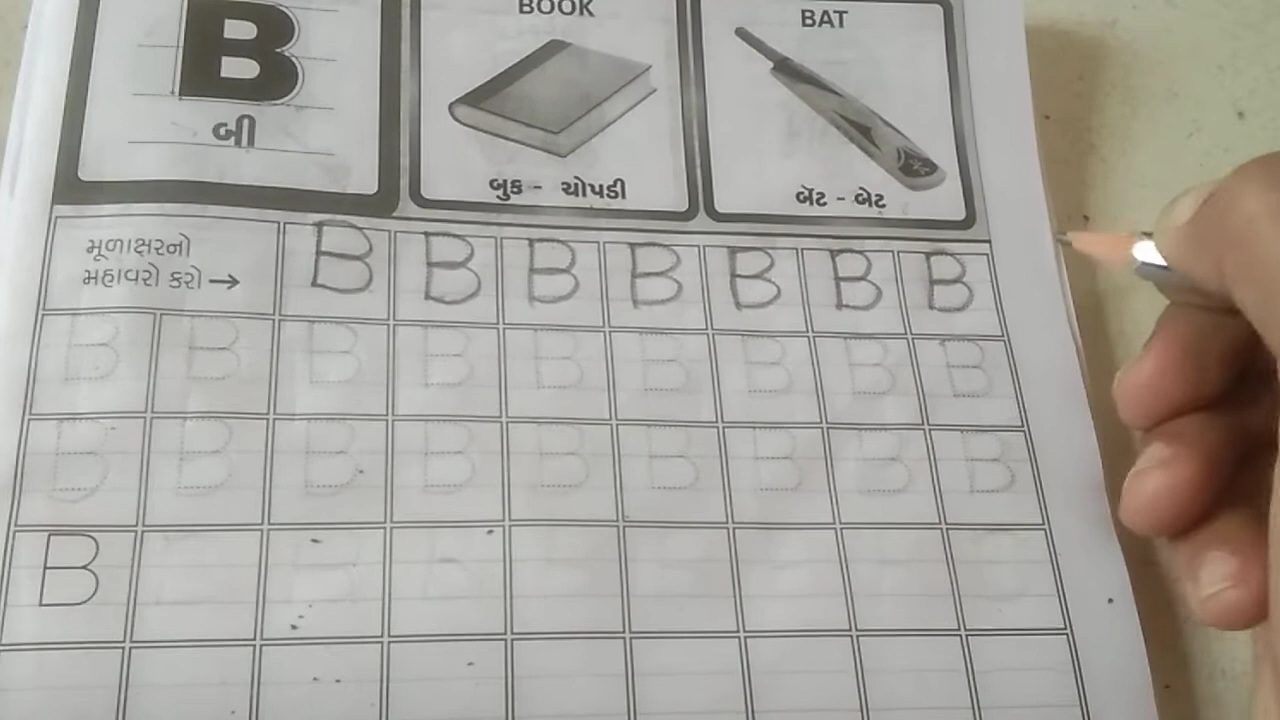 B
બી
BOOK
બુક - ચોપડી
BAT
બૅટ - બેટ
મૂળાક્ષરનો
મહાવરો કરો →
B B B B B B B
B B B B B B B B B
B B B B B B B B B
B